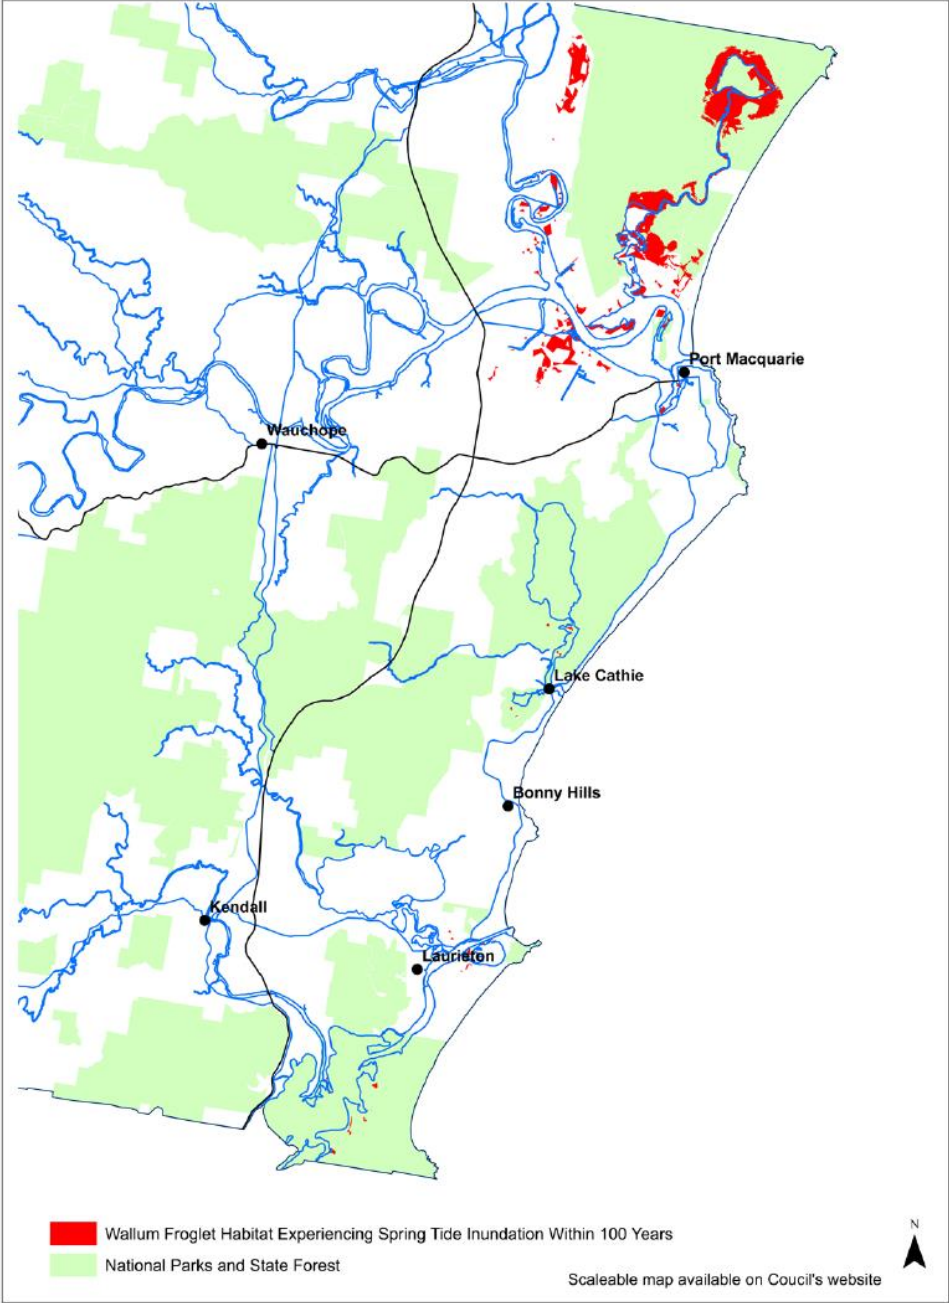 Port Macquarie
Wauchope
Lake Cathie
Bonny Hills
Kendall
Laurieton
Wallum Froglet Habitat Experiencing Spring Tide Inundation Within 100 Years
National Parks and State Forest
N
Scaleable map available on Coucil's website